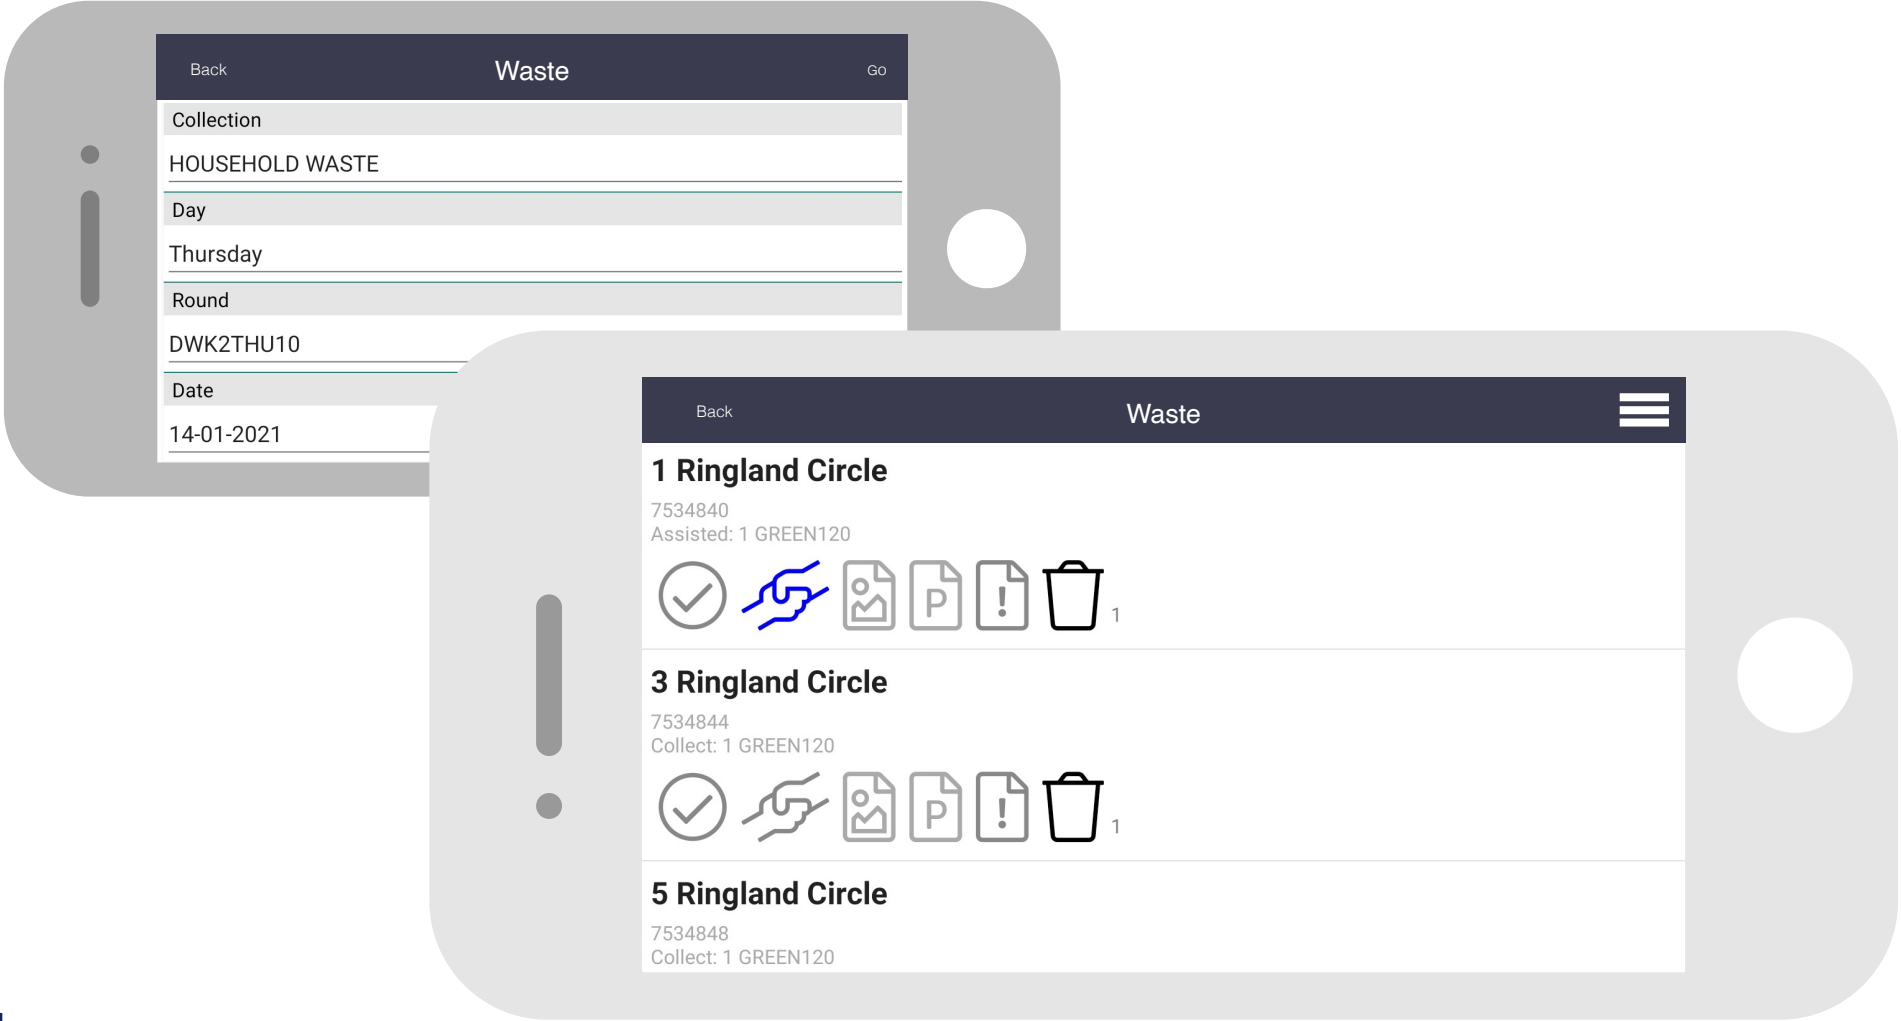 Back Waste Go
Collection
HOUSEHOLD WASTE
Day
Thursday
Round
DWK2THU10
Date
14-01-2021
Back Waste
1 Ringland Circle
7534840
Assisted: 1 GREEN120
P ! 1
3 Ringland Circle
7534844
Collect: 1 GREEN120
P ! 1
5 Ringland Circle
7534848
Collect: 1 GREEN120